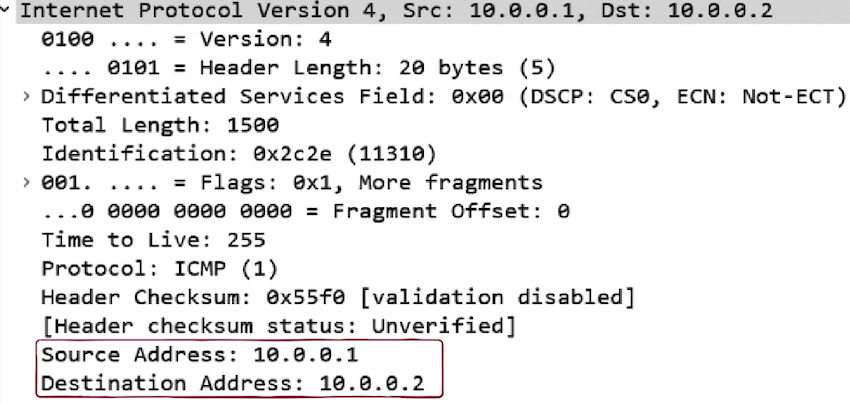 Internet Protocol Version 4, Src: 10.0.0.1, Dst: 10.0.0.2
0100 .... = Version: 4
.... 0101 = Header Length: 20 bytes (5)
Differentiated Services Field: 0x00 (DSCP: CS0, ECN: Not-ECT)
Total Length: 1500
Identification: 0x2c2e (11310)
001. .... = Flags: 0x1, More fragments
...0 0000 0000 0000 = Fragment Offset: 0
Time to Live: 255
Protocol: ICMP (1)
Header Checksum: 0x55f0 [validation disabled]
[Header checksum status: Unverified]
Source Address: 10.0.0.1
Destination Address: 10.0.0.2